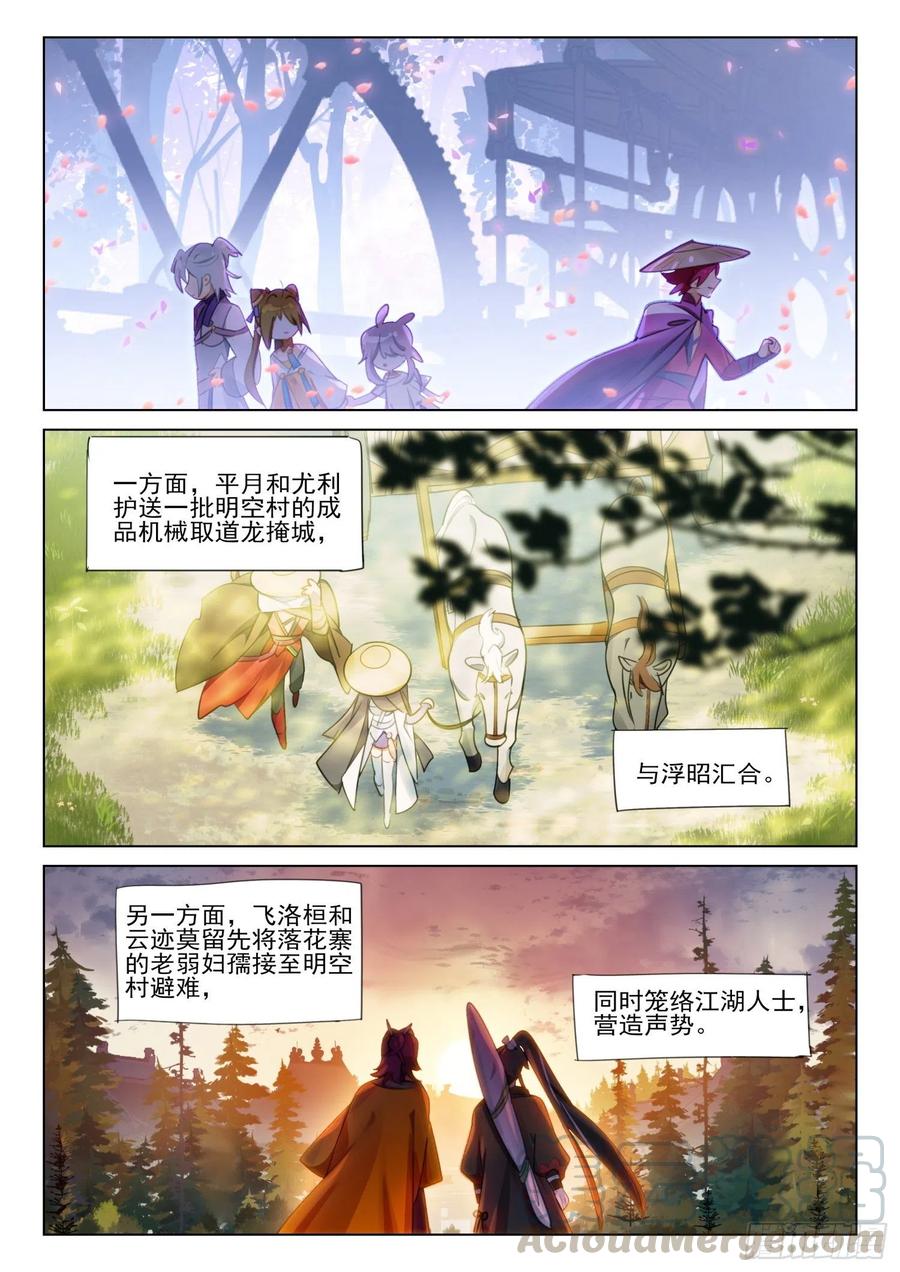 一方面，平月和尤利
护送一批明空村的成
品机械取道龙掩城，
与浮昭汇合。
另一方面，飞洛桓和
云迹莫留先将落花寨
的老弱妇孺接至明空
村避难，
同时笼络江湖人士，
营造声势。
AcloudMerge.com